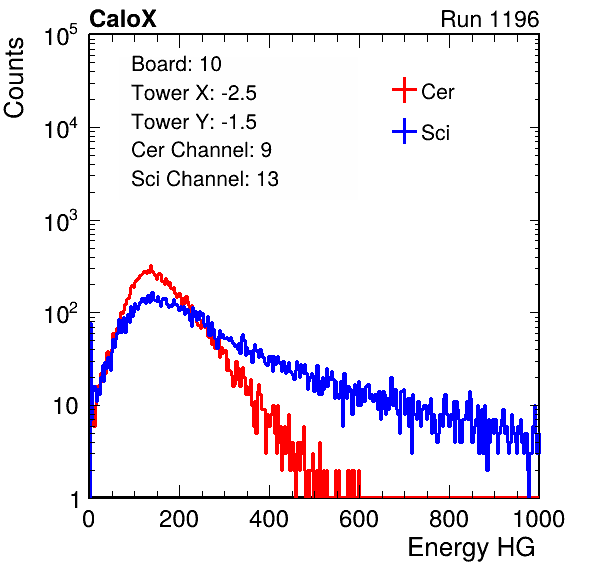 CaloX Run 1196
Counts
Board: 10
Tower X: -2.5
Tower Y: -1.5
Cer Channel: 9
Sci Channel: 13
Cer
Sci
10^5
10^4
10^3
10^2
10
1
0 200 400 600 800 1000
Energy HG